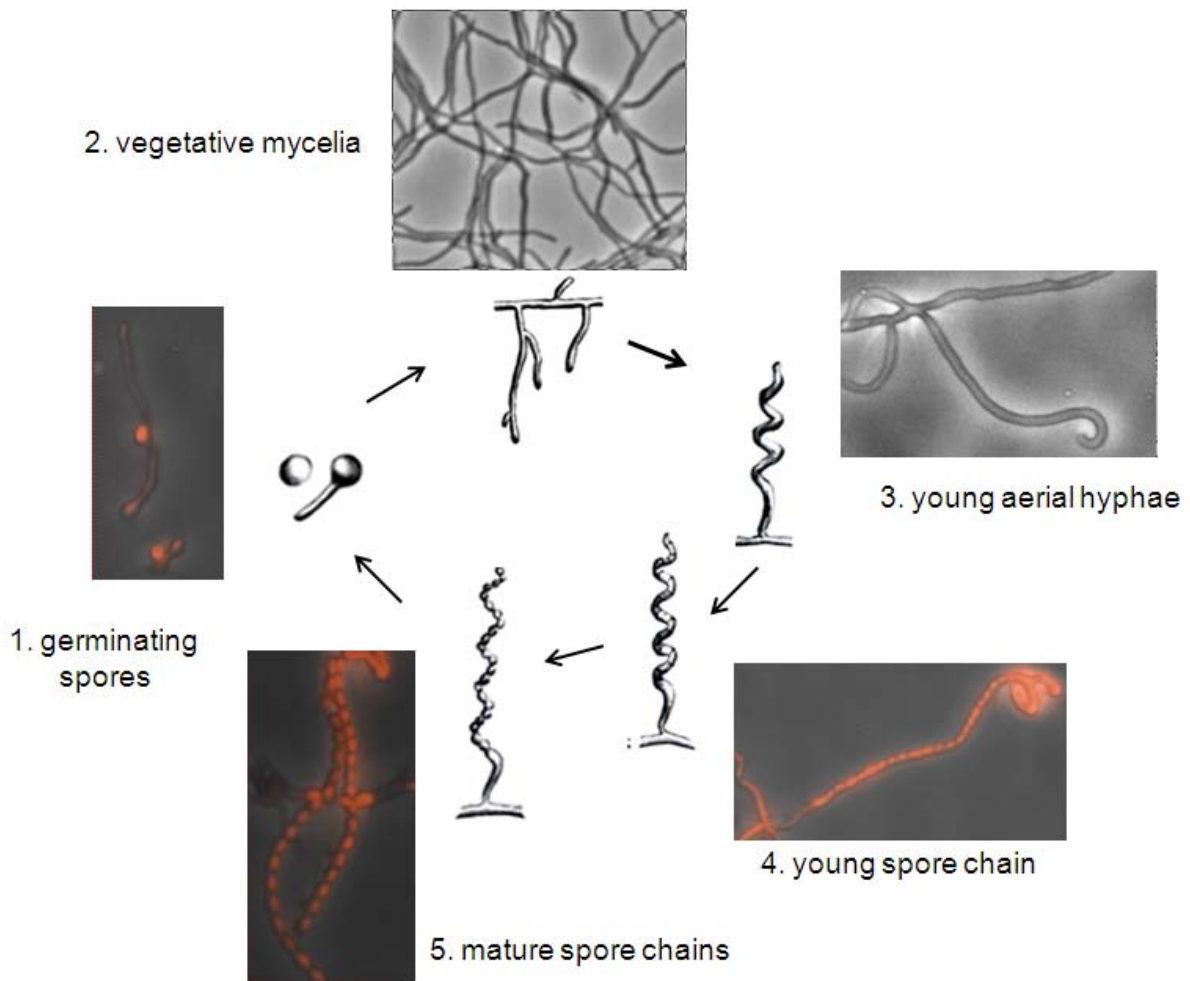 2. vegetative mycelia
3. young aerial hyphae
1. germinating
spores
4. young spore chain
5. mature spore chains